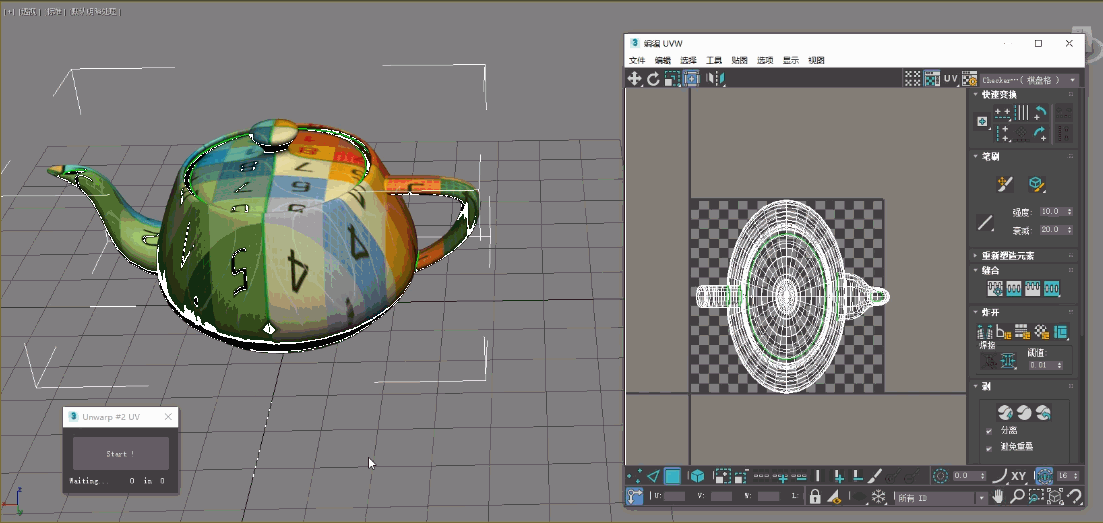 [+] [透视] [标准] [默认明暗处理]
编辑 UVW
文件 编辑 选择 工具 贴图 选项 显示 视图
UV
Checker…( 棋盘格 )
快速变换
笔刷
强度: 10.0
衰减: 20.0
重新塑造元素
缝合
炸开
焊接
阈值:
0.01
剥
分离
避免重叠
0.0
XY
16
U:
V:
W:
L:
所有 ID
Unwarp #2 UV
Start !
Waiting... 0 in 0
5
4
4